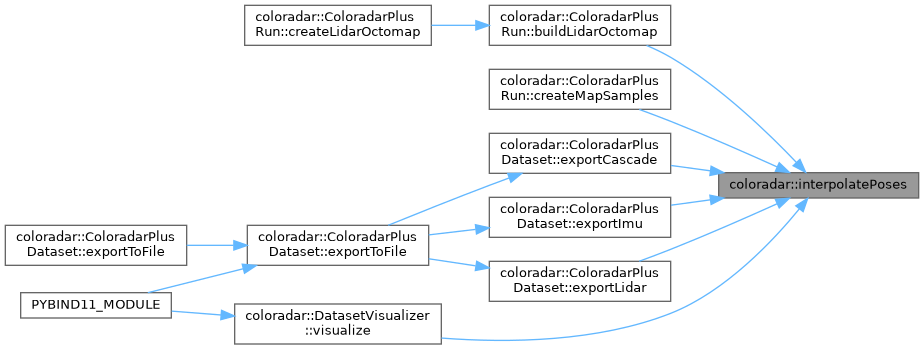 coloradar::ColoradarPlus
Run::createLidarOctomap
coloradar::ColoradarPlus
Run::buildLidarOctomap
coloradar::ColoradarPlus
Run::createMapSamples
coloradar::ColoradarPlus
Dataset::exportCascade
coloradar::interpolatePoses
coloradar::ColoradarPlus
Dataset::exportImu
coloradar::ColoradarPlus
Dataset::exportToFile
coloradar::ColoradarPlus
Dataset::exportToFile
coloradar::ColoradarPlus
Dataset::exportLidar
PYBIND11_MODULE
coloradar::DatasetVisualizer
::visualize